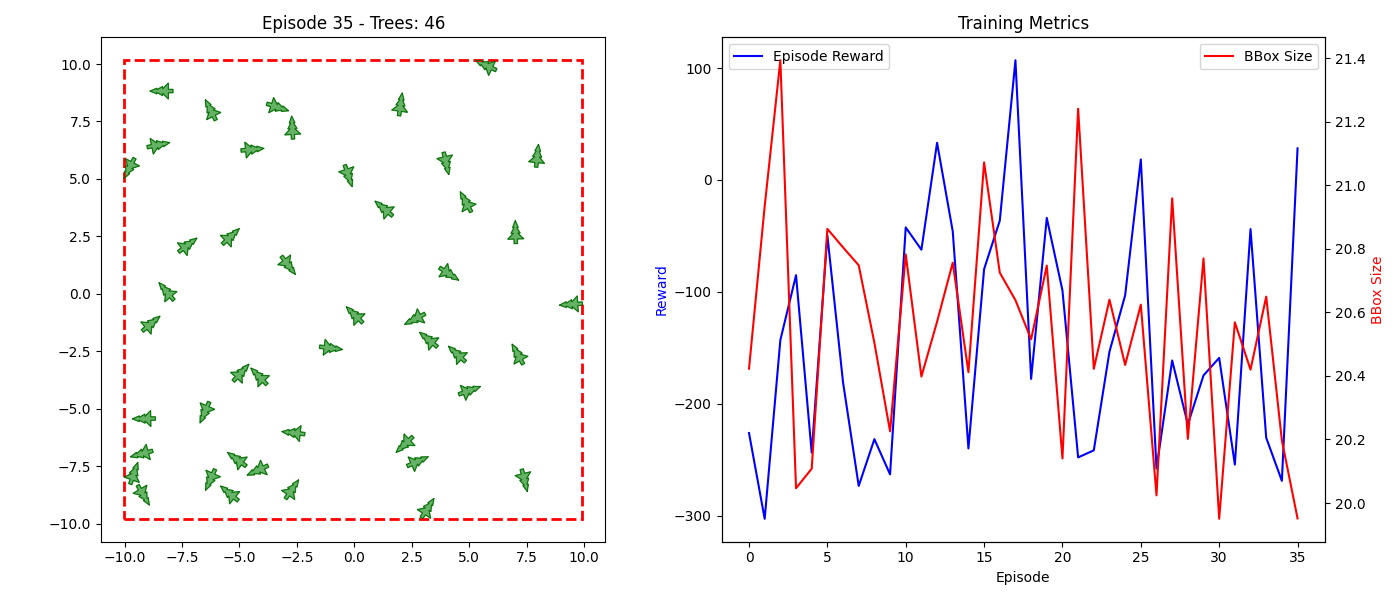 Episode 35 - Trees: 46
10.0
7.5
5.0
2.5
0.0
−2.5
−5.0
−7.5
−10.0
−10.0 −7.5 −5.0 −2.5 0.0 2.5 5.0 7.5 10.0
Training Metrics
Episode Reward
BBox Size
100
0
−100
−200
−300
Reward
0 5 10 15 20 25 30 35
Episode
21.4
21.2
21.0
20.8
20.6
20.4
20.2
20.0
BBox Size